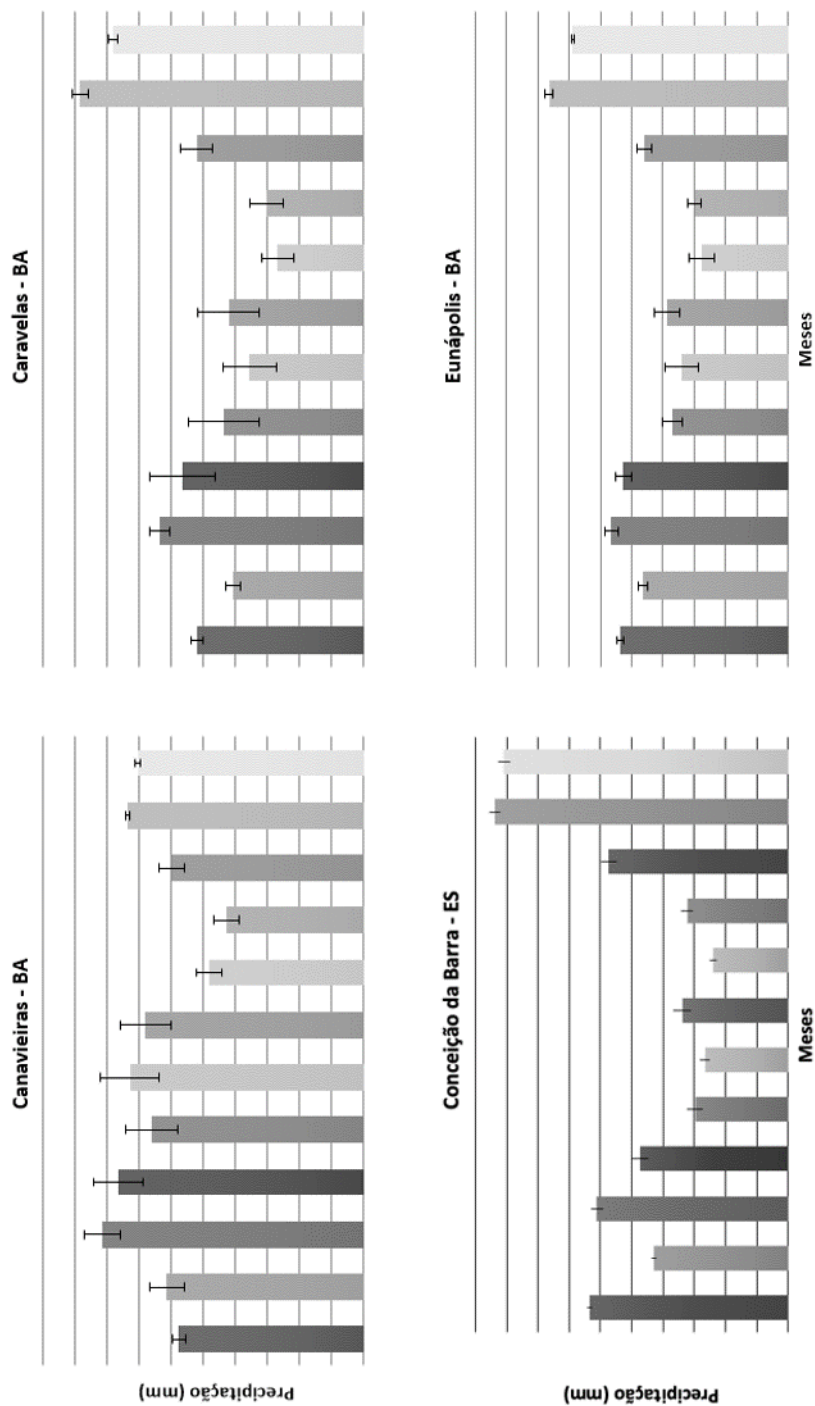 Canavieiras - BA
Caravelas - BA
Precipitação (mm)
Conceição da Barra - ES
Eunápolis - BA
Precipitação (mm)
Meses
Meses